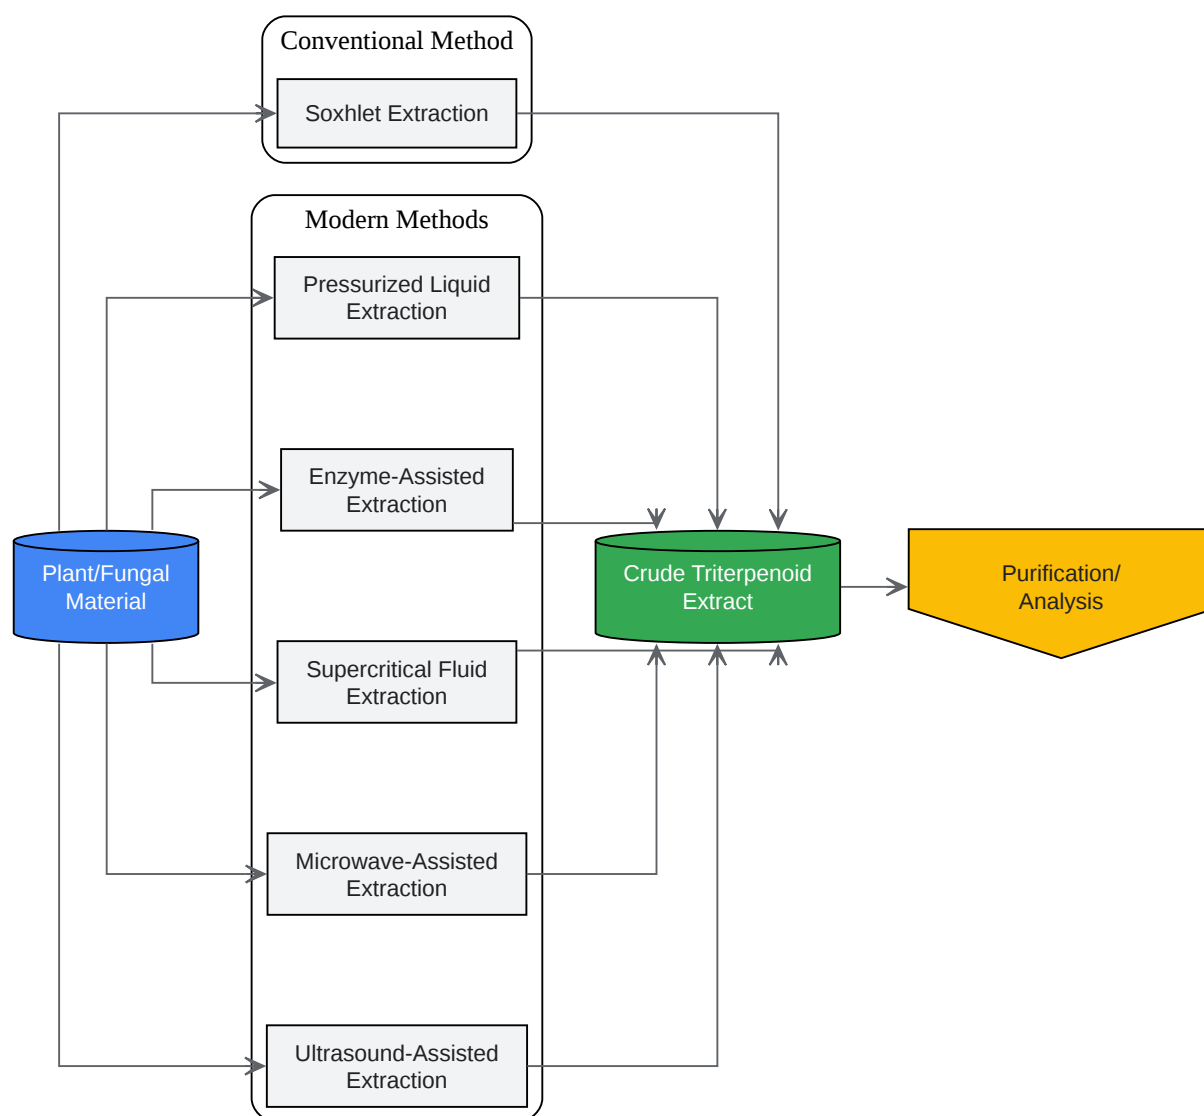 Conventional Method
Soxhlet Extraction
Modern Methods
Pressurized Liquid
Extraction
Enzyme-Assisted
Extraction
Plant/Fungal
Material
Crude Triterpenoid
Extract
Purification/
Analysis
Supercritical Fluid
Extraction
Microwave-Assisted
Extraction
Ultrasound-Assisted
Extraction